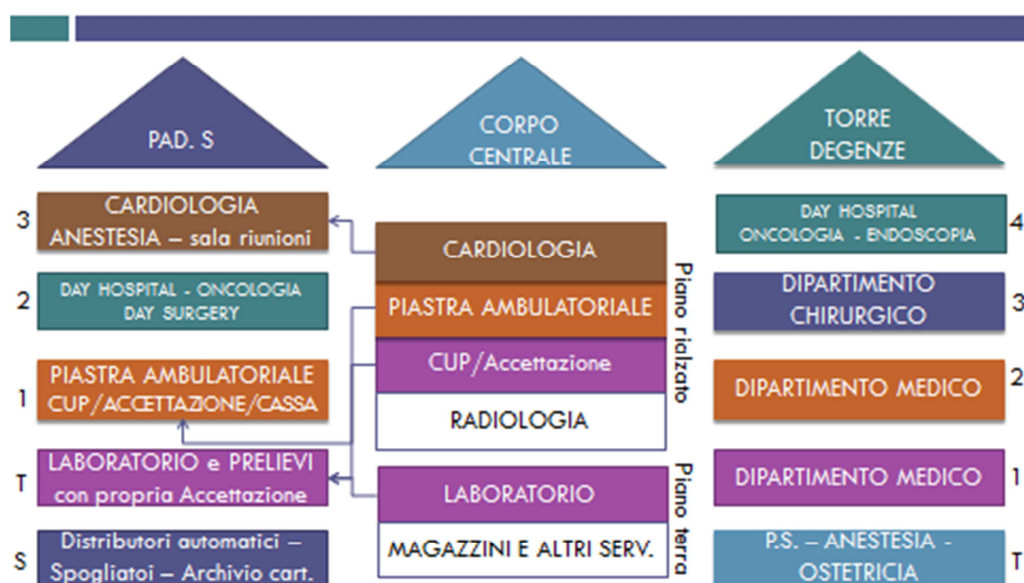 PAD. S
3
CARDIOLOGIA
ANESTESIA – sala riunioni
2
DAY HOSPITAL - ONCOLOGIA
DAY SURGERY
1
PIASTRA AMBULATORIALE
CUP/ACCETTAZIONE/CASSA
T
LABORATORIO e PRELIEVI
con propria Accettazione
S
Distributori automatici –
Spogliatoi – Archivio cart.
CORPO
CENTRALE
CARDIOLOGIA
PIASTRA AMBULATORIALE
CUP/Accettazione
RADIOLOGIA
Piano rialzato
LABORATORIO
MAGAZZINI E ALTRI SERV.
Piano terra
TORRE
DEGENZE
DAY HOSPITAL
ONCOLOGIA - ENDOSCOPIA
4
DIPARTIMENTO
CHIRURGICO
3
DIPARTIMENTO MEDICO
2
DIPARTIMENTO MEDICO
1
P.S. – ANESTESIA -
OSTETRICIA
T